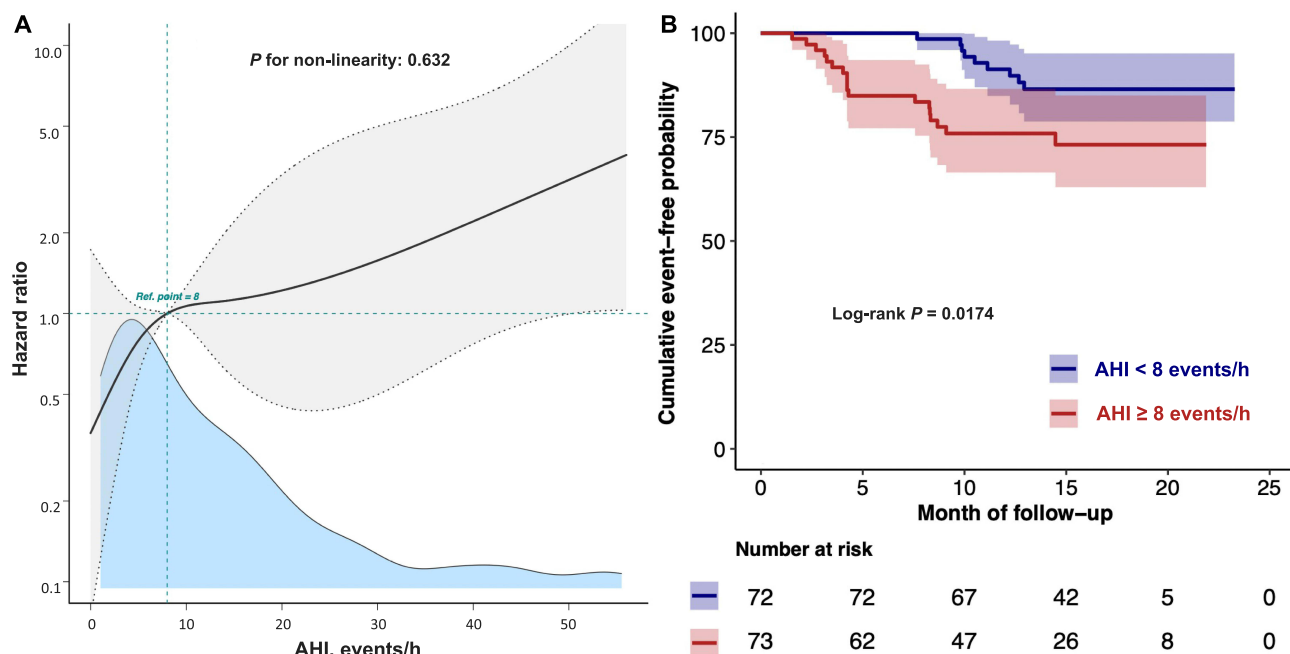 A
P for non-linearity: 0.632
10.0
5.0
2.0
1.0
0.5
0.2
0.1
Hazard ratio
Ref. point = 8
0 10 20 30 40 50
AHI, events/h
B
100
75
50
25
0
Cumulative event–free probability
Log-rank P = 0.0174
AHI < 8 events/h
AHI ≥ 8 events/h
0 5 10 15 20 25
Month of follow–up
Number at risk
72 72 67 42 5 0
73 62 47 26 8 0